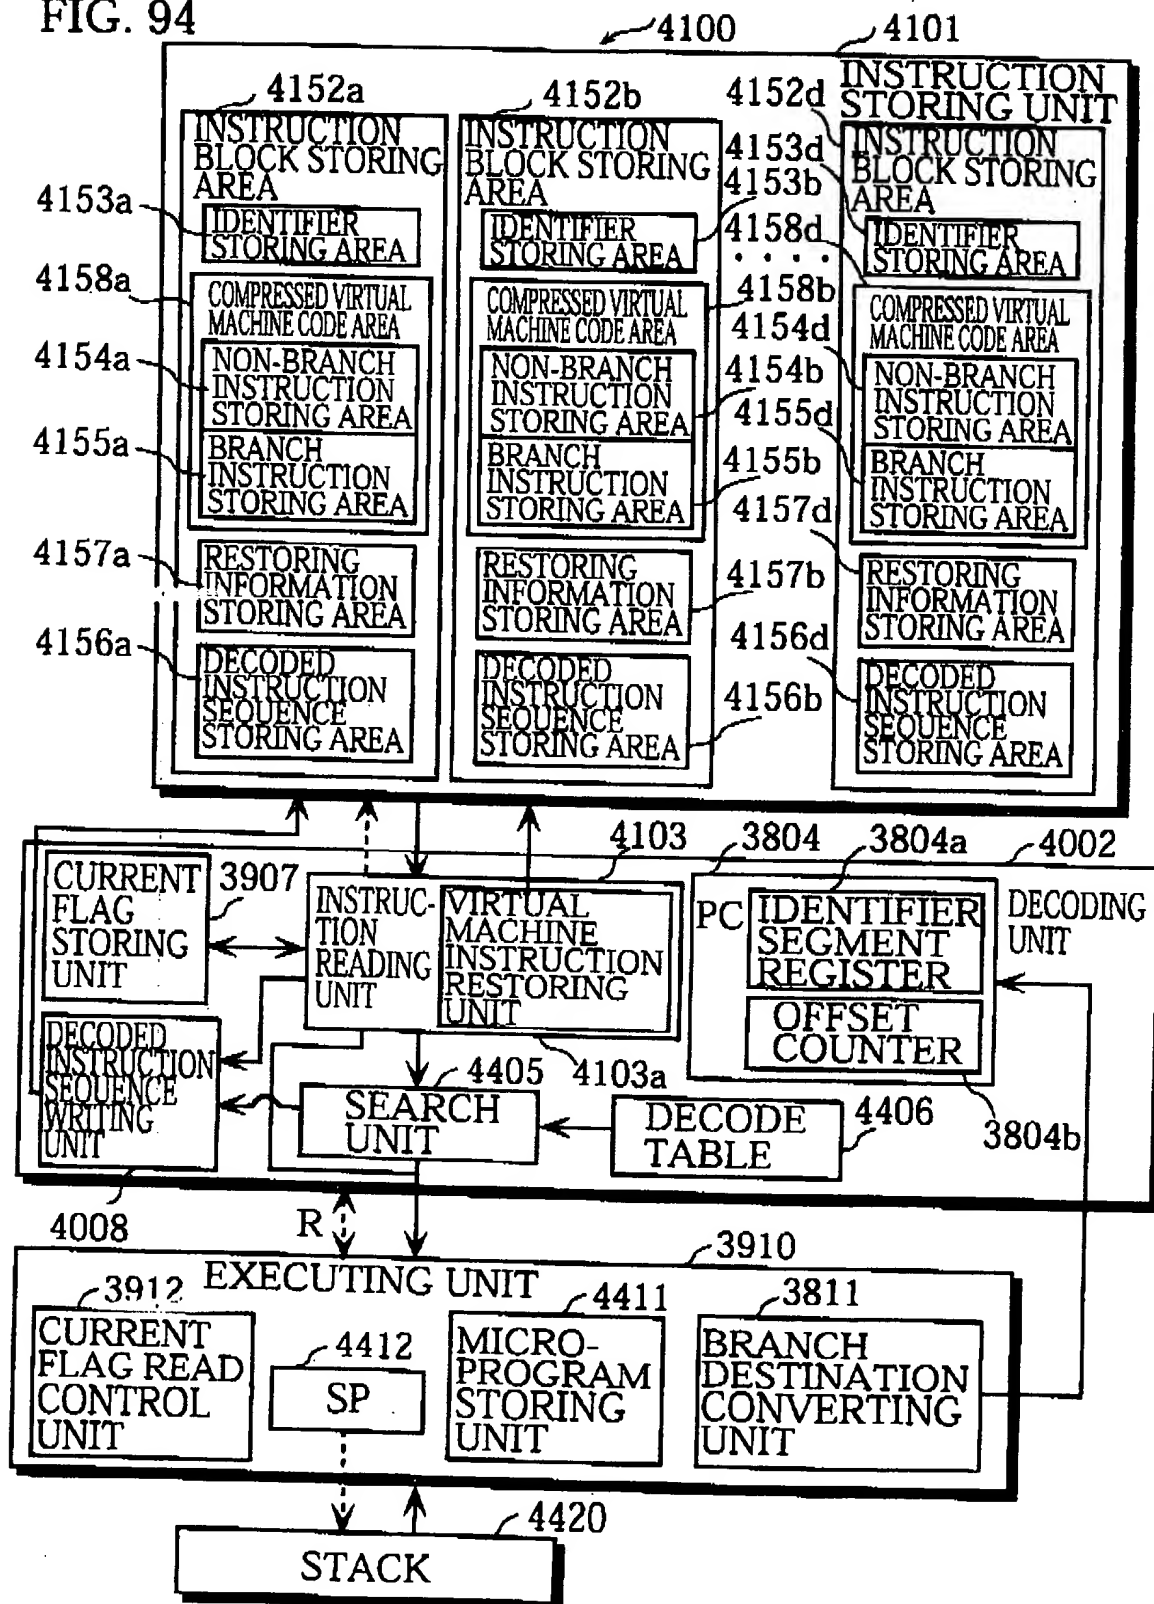 FIG. 94
4100
4101
INSTRUCTION
STORING UNIT
4152a
INSTRUCTION
BLOCK STORING
AREA
4153a
IDENTIFIER
STORING AREA
4158a
COMPRESSED VIRTUAL
MACHINE CODE AREA
4154a
NON-BRANCH
INSTRUCTION
STORING AREA
4155a
BRANCH
INSTRUCTION
STORING AREA
4157a
RESTORING
INFORMATION
STORING AREA
4156a
DECODED
INSTRUCTION
SEQUENCE
STORING AREA
4152b
INSTRUCTION
BLOCK STORING
AREA
4153b
IDENTIFIER
STORING AREA
. . . .
4158b
COMPRESSED VIRTUAL
MACHINE CODE AREA
4154b
NON-BRANCH
INSTRUCTION
STORING AREA
4155b
BRANCH
INSTRUCTION
STORING AREA
4157b
RESTORING
INFORMATION
STORING AREA
4156b
DECODED
INSTRUCTION
SEQUENCE
STORING AREA
4152d
INSTRUCTION
BLOCK STORING
AREA
4153d
IDENTIFIER
STORING AREA
4158d
COMPRESSED VIRTUAL
MACHINE CODE AREA
4154d
NON-BRANCH
INSTRUCTION
STORING AREA
4155d
BRANCH
INSTRUCTION
STORING AREA
4157d
RESTORING
INFORMATION
STORING AREA
4156d
DECODED
INSTRUCTION
SEQUENCE
STORING AREA
4002
DECODING
UNIT
3907
CURRENT
FLAG
STORING
UNIT
4103
INSTRUC-
TION
READING
UNIT
VIRTUAL
MACHINE
INSTRUCTION
RESTORING
UNIT
4103a
3804
PC
3804a
IDENTIFIER
SEGMENT
REGISTER
OFFSET
COUNTER
3804b
DECODED
INSTRUCTION
SEQUENCE
WRITING
UNIT
4008
4405
SEARCH
UNIT
DECODE
TABLE
4406
R
3910
EXECUTING UNIT
3912
CURRENT
FLAG READ
CONTROL
UNIT
4412
SP
4411
MICRO-
PROGRAM
STORING
UNIT
3811
BRANCH
DESTINATION
CONVERTING
UNIT
4420
STACK